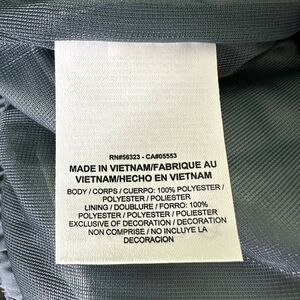 RN#56323 - CA#05553
MADE IN VIETNAM/FABRIQUE AU
VIETNAM/HECHO EN VIETNAM
BODY / CORPS / CUERPO: 100% POLYESTER /
POLYESTER / POLIESTER
LINING / DOUBLURE / FORRO: 100%
POLYESTER / POLYESTER / POLIESTER
EXCLUSIVE OF DECORATION / DECORATION
NON COMPRISE / NO INCLUYE LA
DECORACION